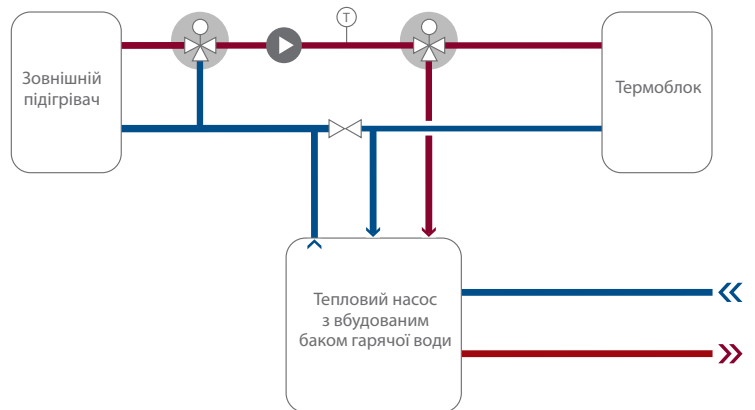 T
Зовнішній
підігрівач
Термоблок
Тепловий насос
з вбудованим
баком гарячої води